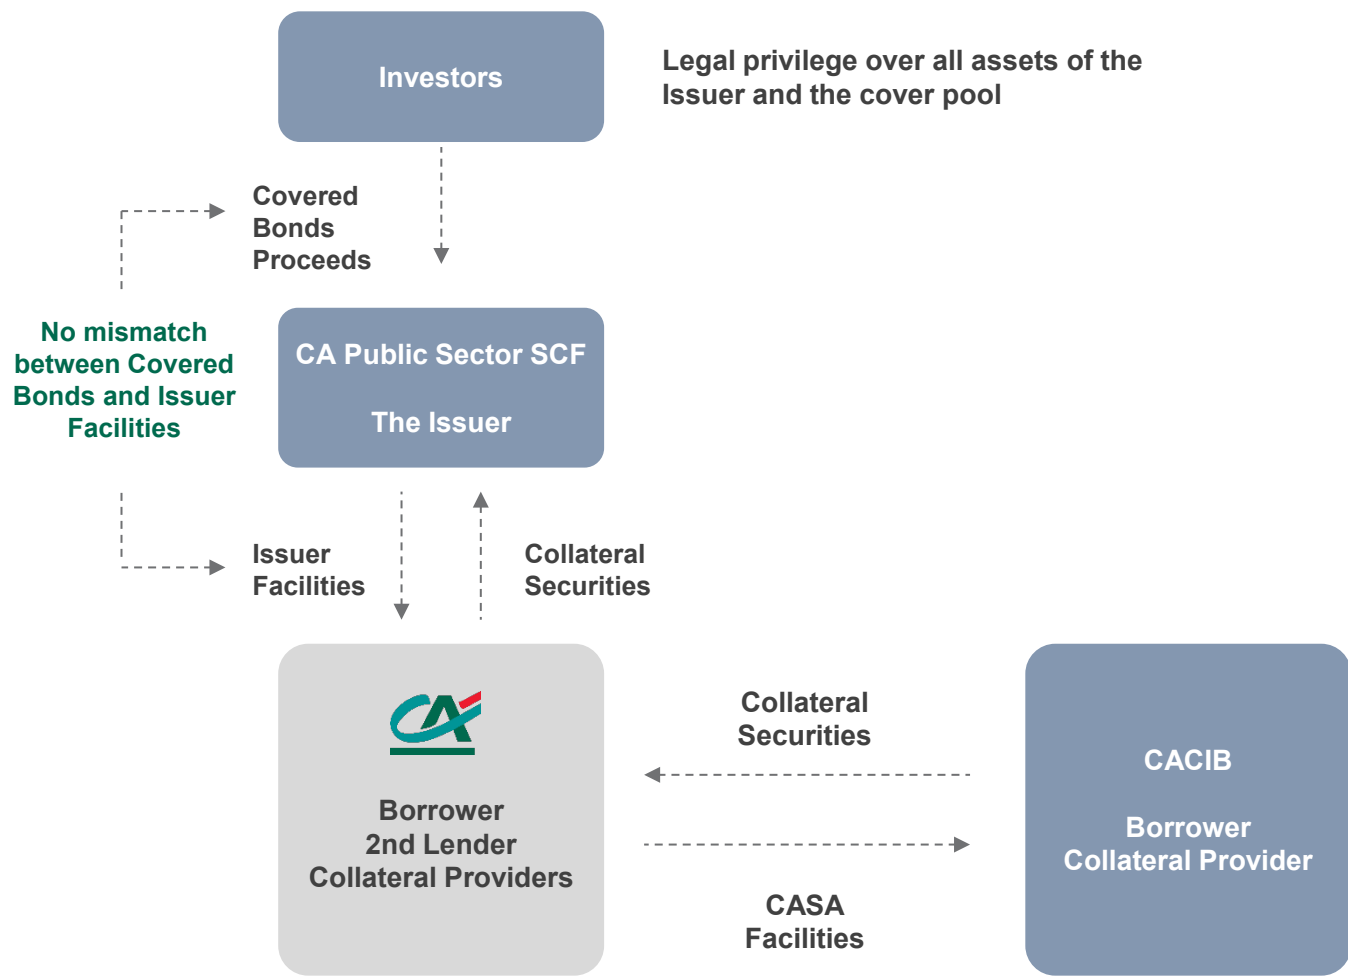 Investors
Legal privilege over all assets of the
Issuer and the cover pool
Covered
Bonds
Proceeds
No mismatch
between Covered
Bonds and Issuer
Facilities
CA Public Sector SCF
The Issuer
Issuer
Facilities
Collateral
Securities
CA
Borrower
2nd Lender
Collateral Providers
Collateral
Securities
CASA
Facilities
CACIB
Borrower
Collateral Provider